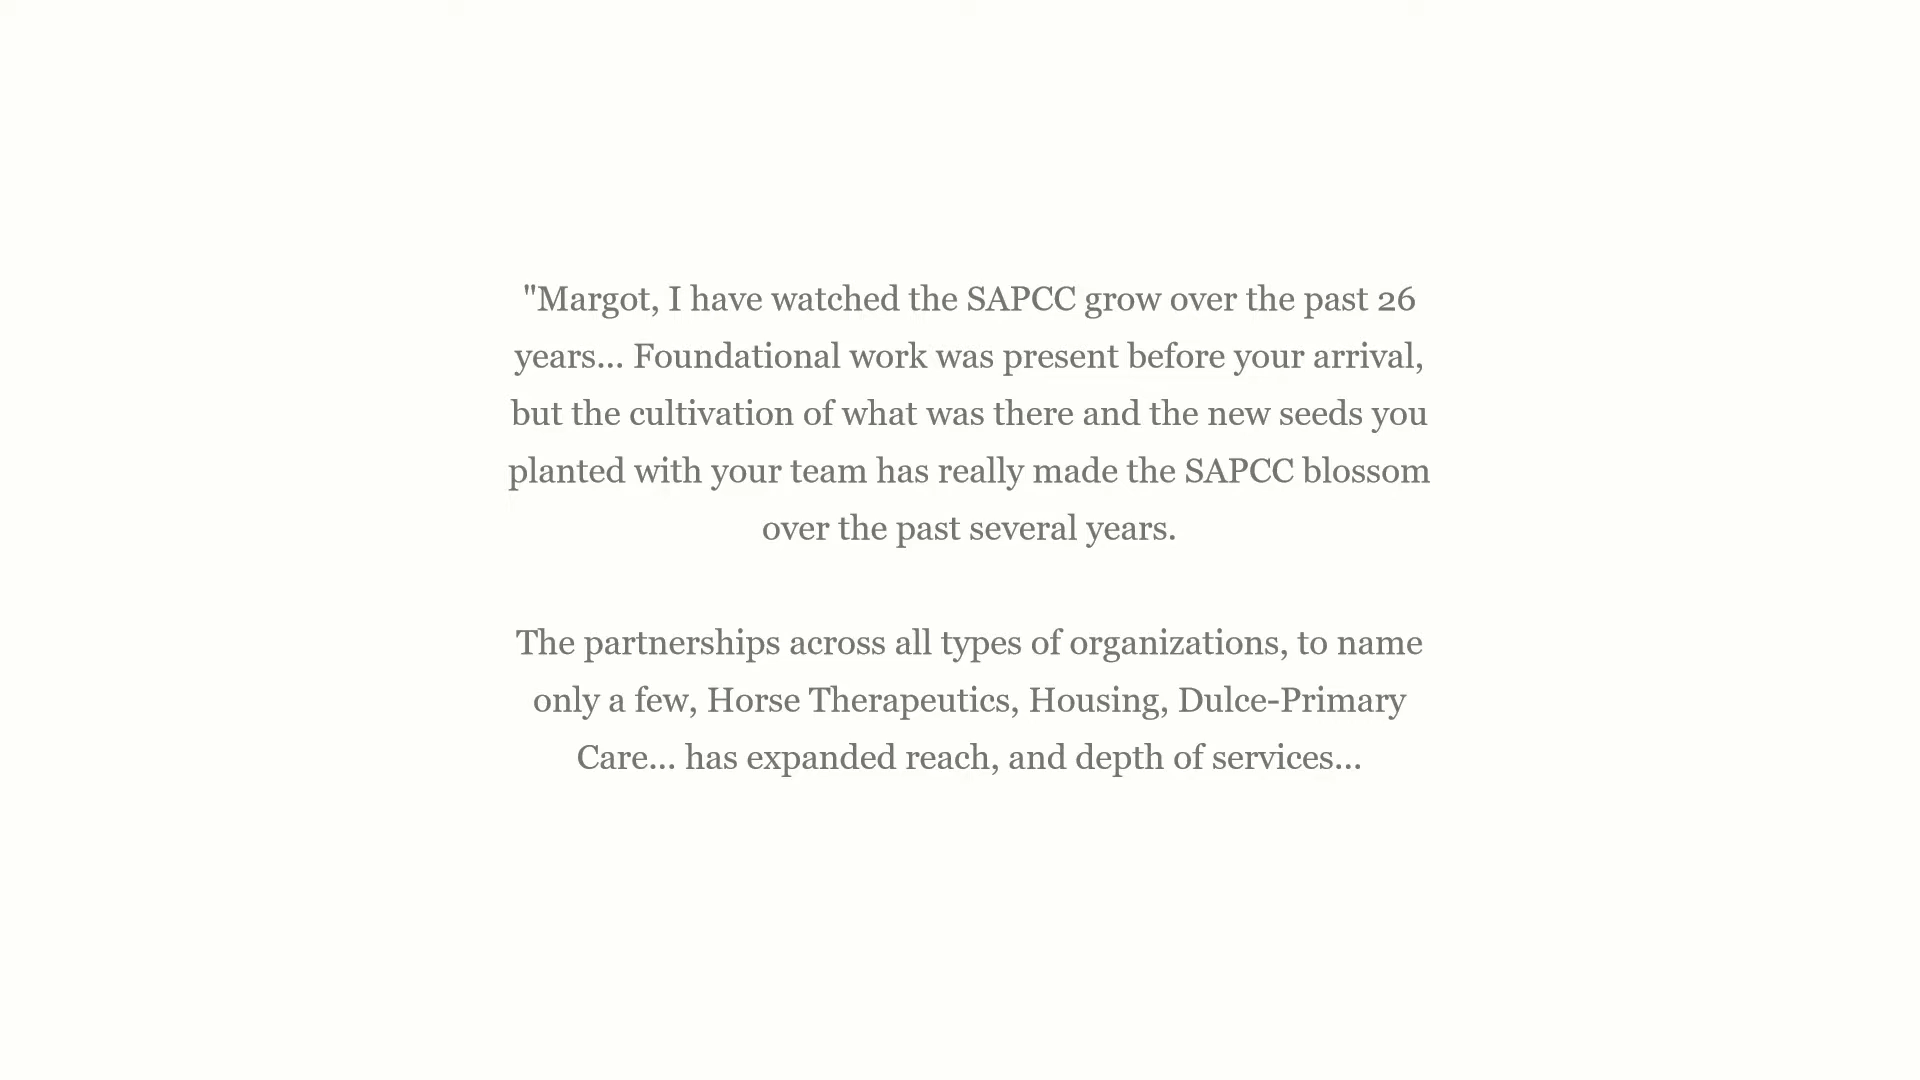 "Margot, I have watched the SAPCC grow over the past 26
years... Foundational work was present before your arrival,
but the cultivation of what was there and the new seeds you
planted with your team has really made the SAPCC blossom
over the past several years.
The partnerships across all types of organizations, to name
only a few, Horse Therapeutics, Housing, Dulce-Primary
Care... has expanded reach, and depth of services...